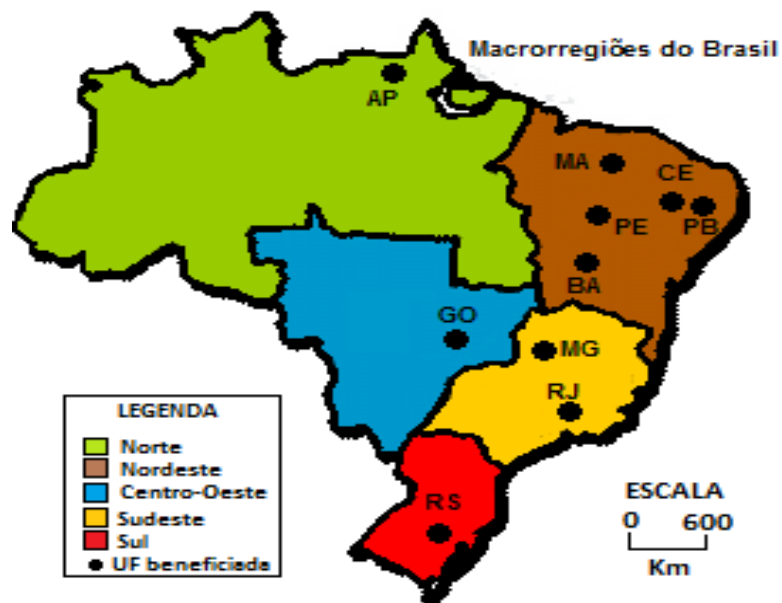 Macrorregiões do Brasil
AP
MA
CE
PE
PB
BA
GO
MG
RJ
RS
LEGENDA
Norte
Nordeste
Centro-Oeste
Sudeste
Sul
UF beneficiada
ESCALA
0 600
Km